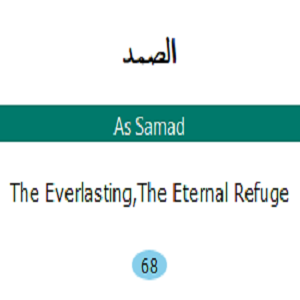 الصمد
As Samad
The Everlasting,The Eternal Refuge
68